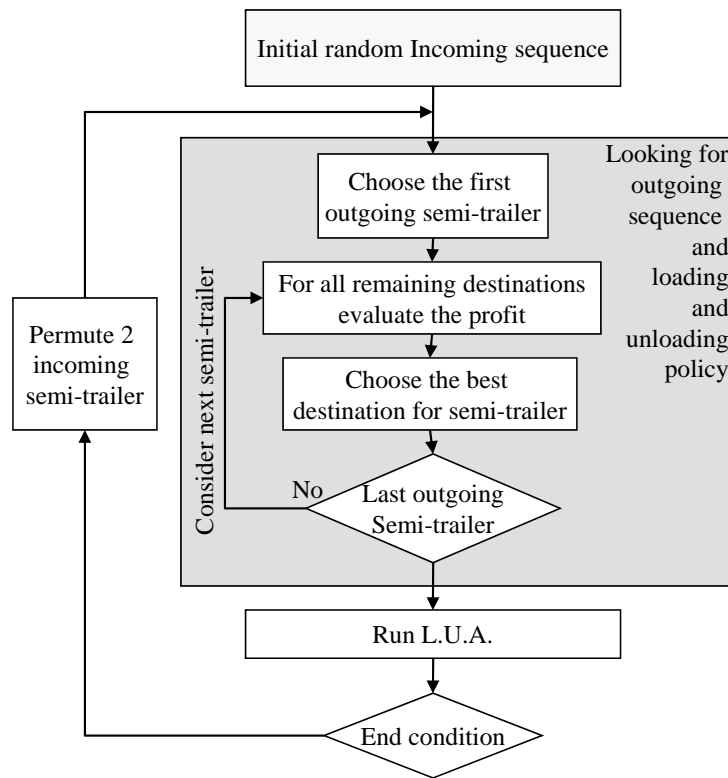 Initial random Incoming sequence
Looking for
outgoing
sequence
and
loading
and
unloading
policy
Choose the first
outgoing semi-trailer
For all remaining destinations
evaluate the profit
Choose the best
destination for semi-trailer
Consider next semi-trailer
No
Last outgoing
Semi-trailer
Permute 2
incoming
semi-trailer
Run L.U.A.
End condition